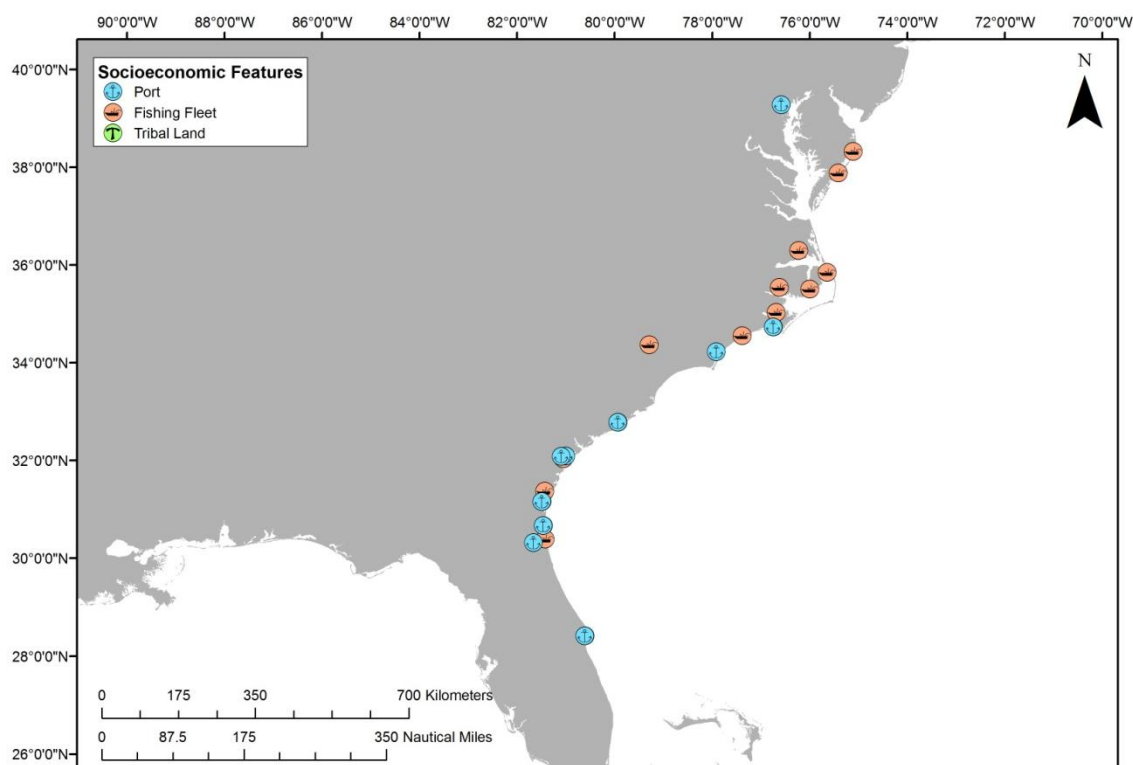 90°0'0"W 88°0'0"W 86°0'0"W 84°0'0"W 82°0'0"W 80°0'0"W 78°0'0"W 76°0'0"W 74°0'0"W 72°0'0"W 70°0'0"W
40°0'0"N
Socioeconomic Features
Port
Fishing Fleet
Tribal Land
N
38°0'0"N
36°0'0"N
34°0'0"N
32°0'0"N
30°0'0"N
28°0'0"N
0 175 350 700 Kilometers
0 87.5 175 350 Nautical Miles
26°0'0"N